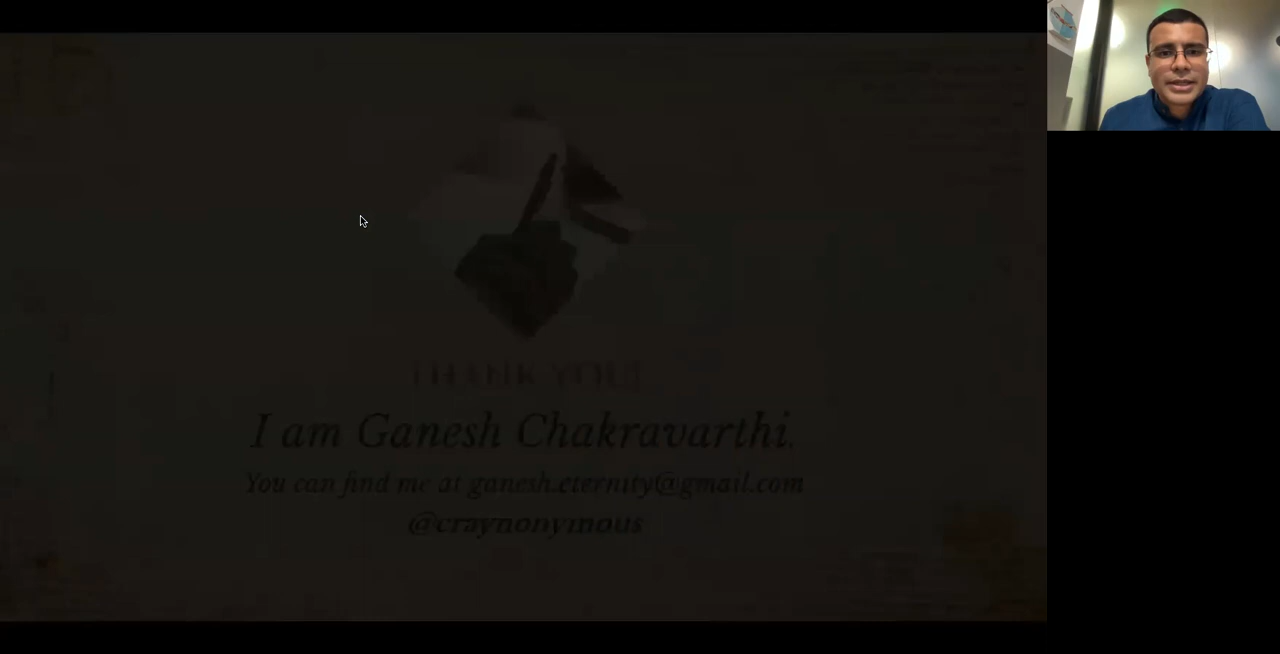 THANK YOU!
I am Ganesh Chakravarthi.
You can find me at ganesh.eternity@gmail.com
@craynonymous